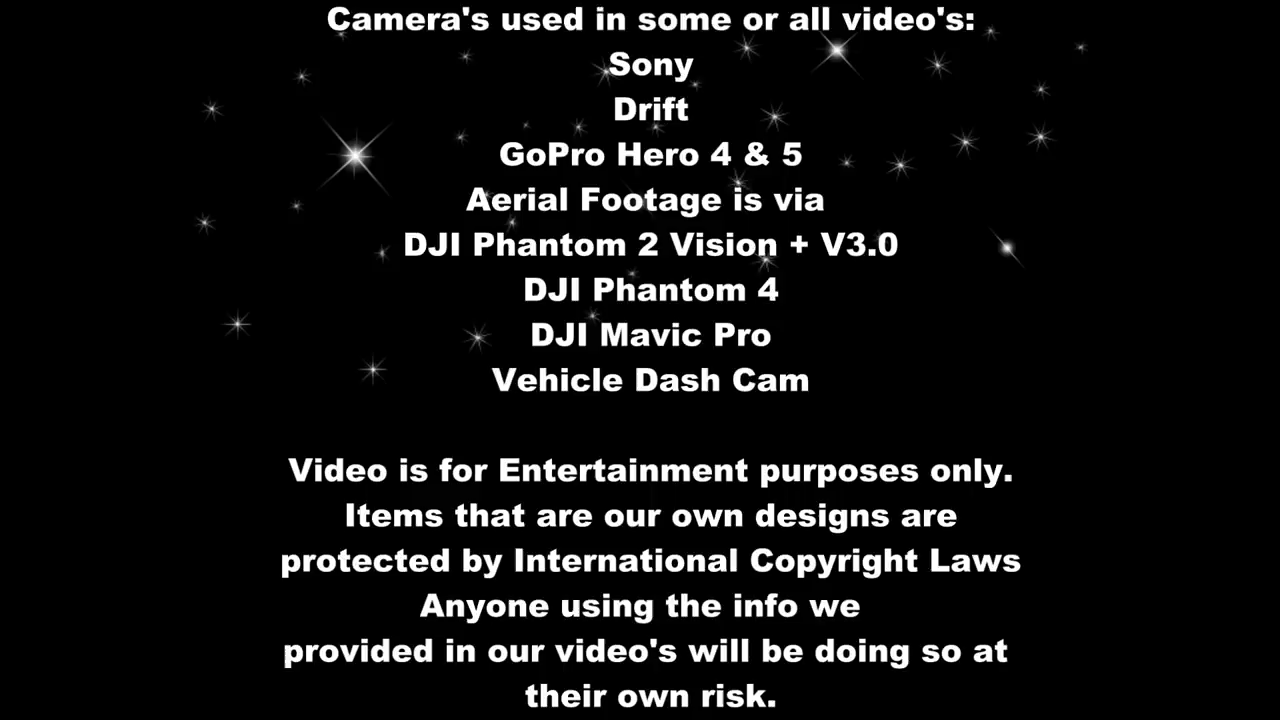 Camera's used in some or all video's:
Sony
Drift
GoPro Hero 4 & 5
Aerial Footage is via
DJI Phantom 2 Vision + V3.0
DJI Phantom 4
DJI Mavic Pro
Vehicle Dash Cam
Video is for Entertainment purposes only.
Items that are our own designs are
protected by International Copyright Laws
Anyone using the info we
provided in our video's will be doing so at
their own risk.